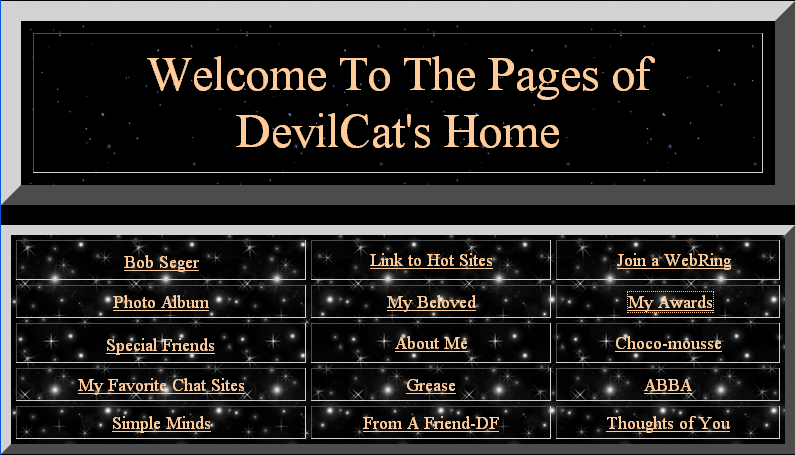 Welcome To The Pages of
DevilCat's Home
Bob Seger
Link to Hot Sites
Join a WebRing
Photo Album
My Beloved
My Awards
Special Friends
About Me
Choco-mousse
My Favorite Chat Sites
Grease
ABBA
Simple Minds
From A Friend-DF
Thoughts of You